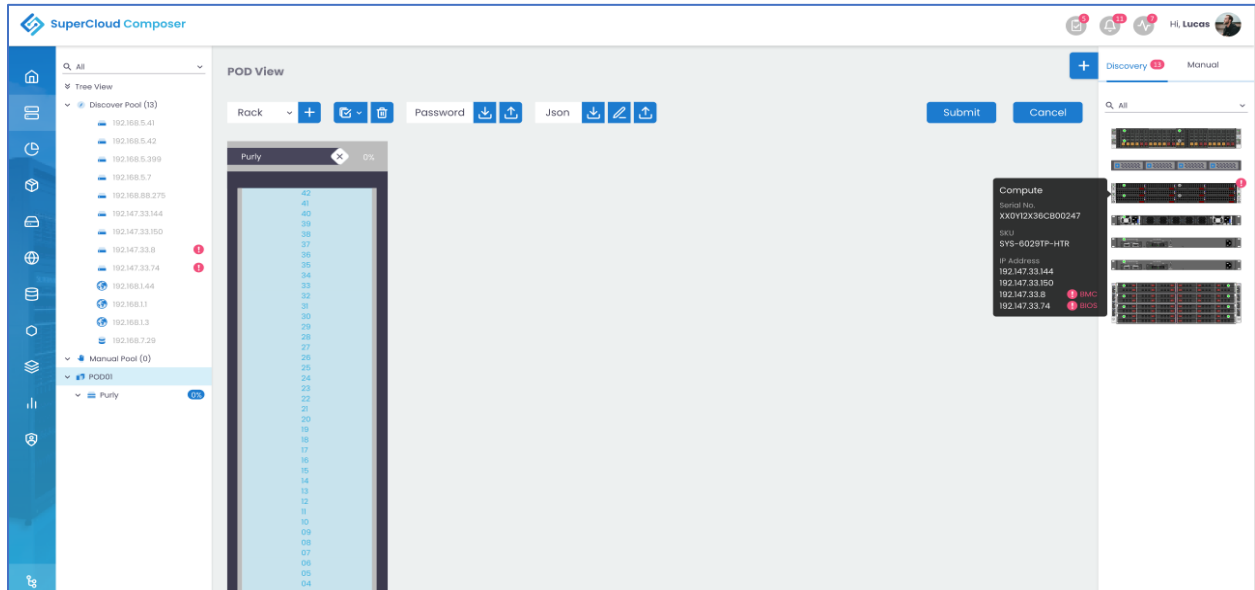 SuperCloud Composer
5
11
7
Hi, Lucas
All
Tree View
Discover Pool (13)
192.168.5.41
192.168.5.42
192.168.5.399
192.168.5.7
192.168.88.275
192.147.33.144
192.147.33.150
192.147.33.8
192.147.33.74
192.168.1.44
192.168.1.1
192.168.1.3
192.168.7.29
Manual Pool (0)
POD01
Purly 0%
POD View
Rack
Password
Json
Submit
Cancel
Purly 0%
42
41
40
39
38
37
36
35
34
33
32
31
30
29
28
27
26
25
24
23
22
21
20
19
18
17
16
15
14
13
12
11
10
09
08
07
06
05
04
Compute
Serial No.
XX0Y12X36CB00247
SKU
SYS-6029TP-HTR
IP Address
192.147.33.144
192.147.33.150
192.147.33.8 BMC
192.147.33.74 BIOS
Discovery 13 Manual
All